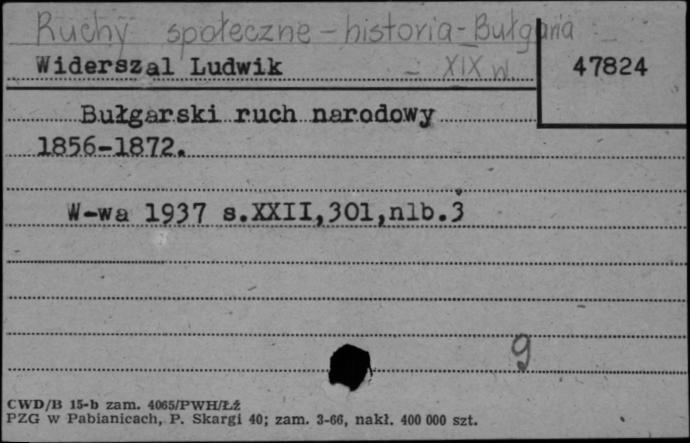 Ruchy społeczne - historia - Bułgaria
- XIX w.
Widerszal Ludwik
47824
Bułgarski ruch narodowy
1856-1872.
W-wa 1937 s.XXII,301,nlb.3
9
CWD/B 15-b zam. 4065/PWH/Łź
PZG w Pabianicach, P. Skargi 40; zam. 3-66, nakł. 400 000 szt.